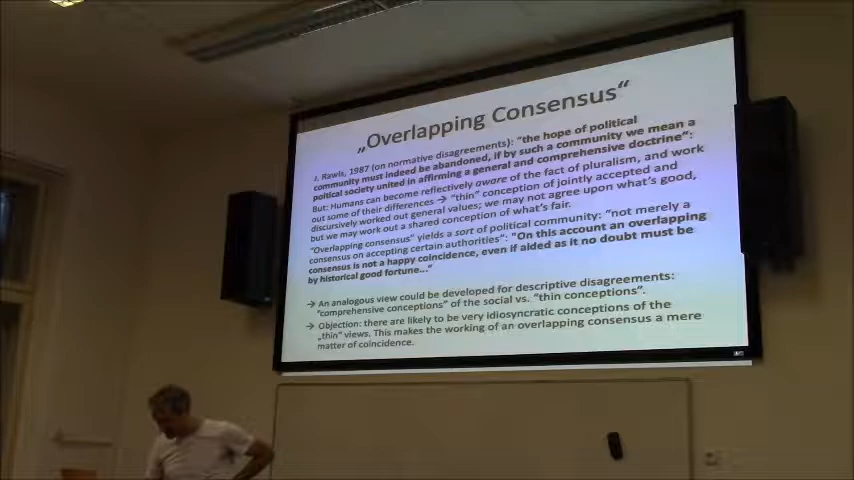 „Overlapping Consensus“
J. Rawls, 1987 (on normative disagreements): "the hope of political
community must indeed be abandoned, if by such a community we mean a
political society united in affirming a general and comprehensive doctrine":
But: Humans can become reflectively aware of the fact of pluralism, and work
out some of their differences → "thin" conception of jointly accepted and
discursively worked out general values; we may not agree upon what's good,
but we may work out a shared conception of what's fair.
"Overlapping consensus" yields a sort of political community: "not merely a
consensus on accepting certain authorities": "On this account an overlapping
consensus is not a happy coincidence, even if aided as it no doubt must be
by historical good fortune..."
→ An analogous view could be developed for descriptive disagreements:
"comprehensive conceptions" of the social vs. "thin conceptions".
→ Objection: there are likely to be very idiosyncratic conceptions of the
„thin" views. This makes the working of an overlapping consensus a mere
matter of coincidence.